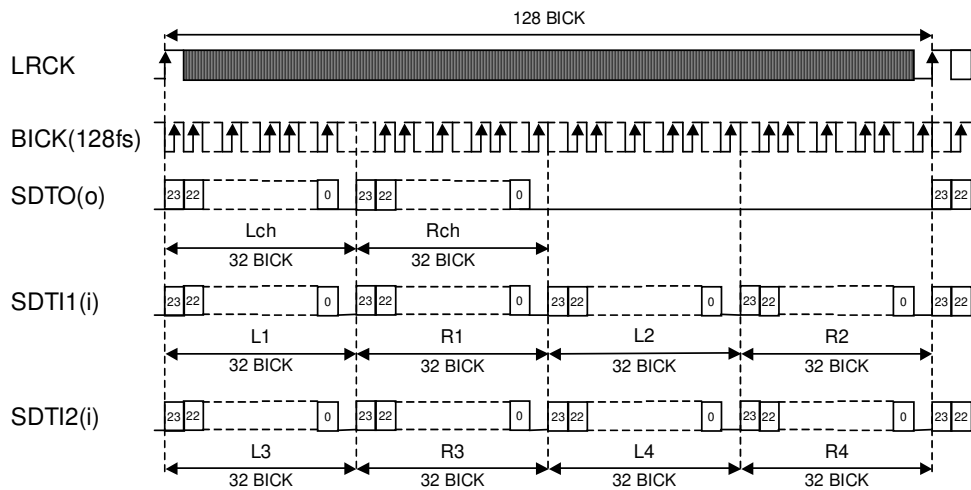 128 BICK
LRCK
BICK(128fs)
SDTO(o)
23 22 0 23 22 0 23 22
Lch Rch
32 BICK 32 BICK
SDTI1(i)
23 22 0 23 22 0 23 22 0 23 22 0 23 22
L1 R1 L2 R2
32 BICK 32 BICK 32 BICK 32 BICK
SDTI2(i)
23 22 0 23 22 0 23 22 0 23 22 0 23 22
L3 R3 L4 R4
32 BICK 32 BICK 32 BICK 32 BICK